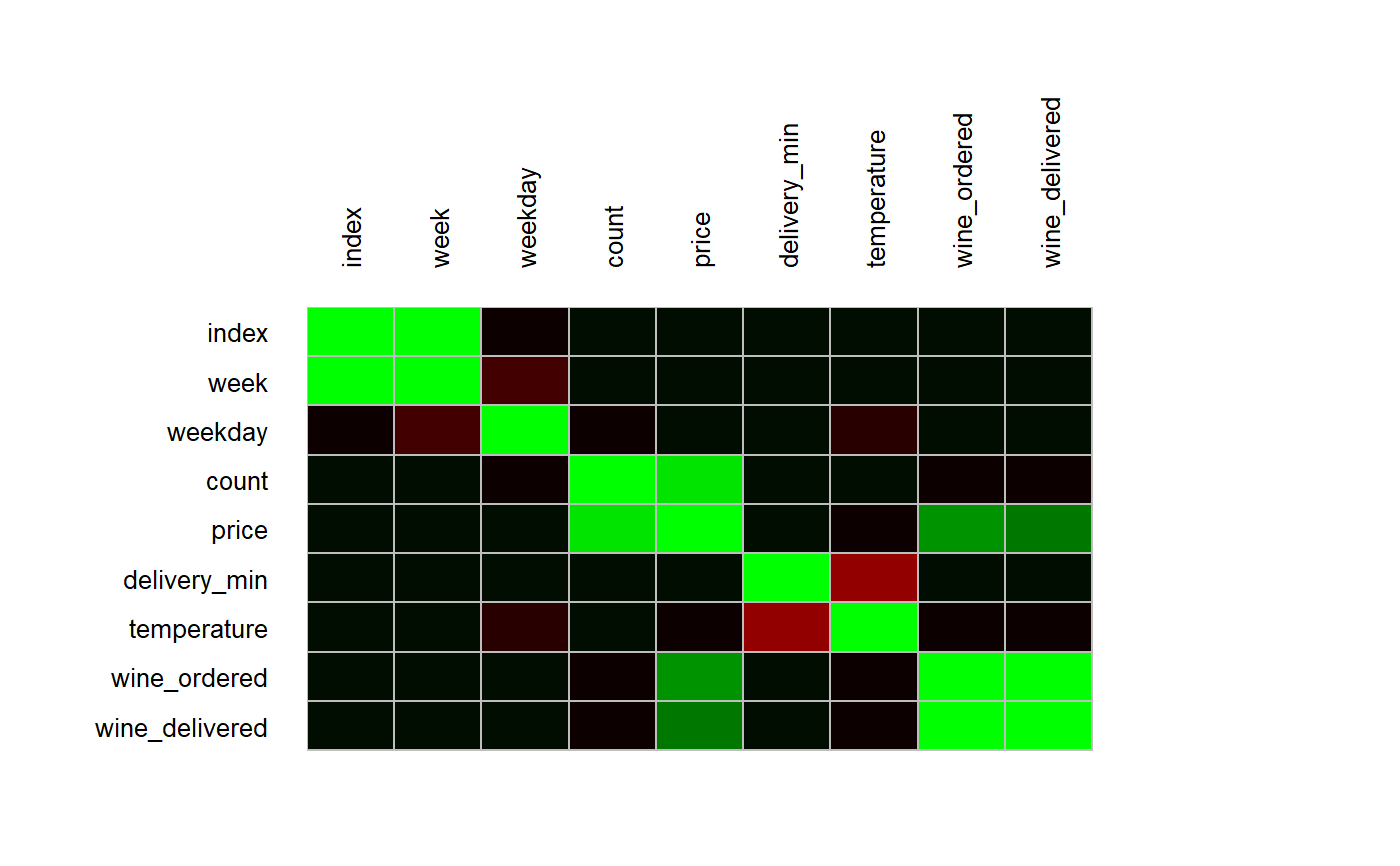 index
week
weekday
count
price
delivery_min
temperature
wine_ordered
wine_delivered
index
week
weekday
count
price
delivery_min
temperature
wine_ordered
wine_delivered